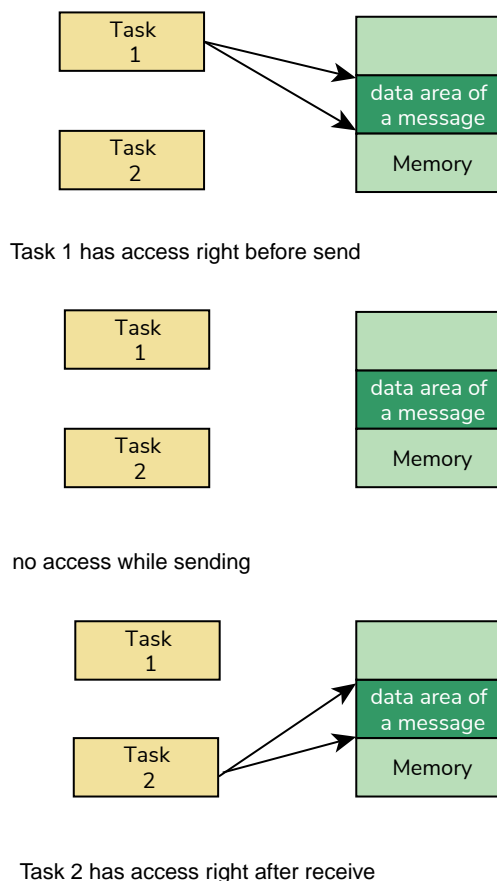 Task
1
data area of
a message
Task
2
Memory
Task 1 has access right before send
Task
1
data area of
a message
Task
2
Memory
no access while sending
Task
1
data area of
a message
Task
2
Memory
Task 2 has access right after receive